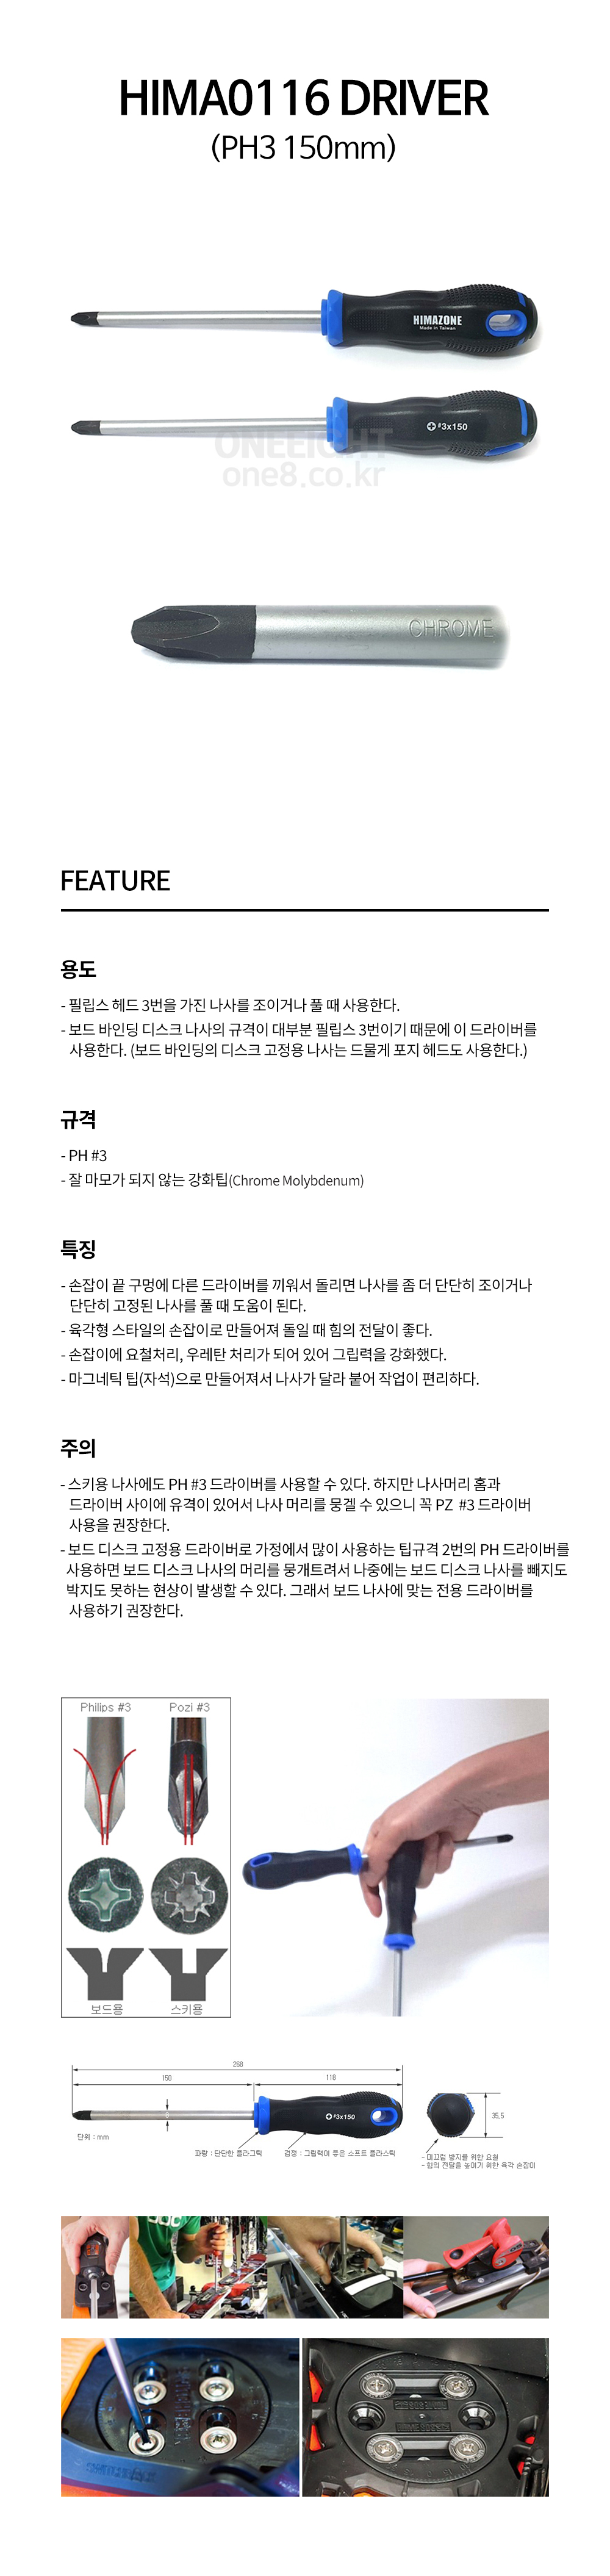 HIMA0116 DRIVER
(PH3 150mm)
HIMAZONE
Made in Taiwan
#3x150
ONEEIGHT
one8.co.kr
CHROME
FEATURE
용도
- 필립스 헤드 3번을 가진 나사를 조이거나 풀 때 사용한다.
- 보드 바인딩 디스크 나사의 규격이 대부분 필립스 3번이기 때문에 이 드라이버를
사용한다. (보드 바인딩의 디스크 고정용 나사는 드물게 포지 헤드도 사용한다.)
규격
- PH #3
- 잘 마모가 되지 않는 강화팁(Chrome Molybdenum)
특징
- 손잡이 끝 구멍에 다른 드라이버를 끼워서 돌리면 나사를 좀 더 단단히 조이거나
단단히 고정된 나사를 풀 때 도움이 된다.
- 육각형 스타일의 손잡이로 만들어져 돌일 때 힘의 전달이 좋다.
- 손잡이에 요철처리, 우레탄 처리가 되어 있어 그립력을 강화했다.
- 마그네틱 팁(자석)으로 만들어져서 나사가 달라 붙어 작업이 편리하다.
주의
- 스키용 나사에도 PH #3 드라이버를 사용할 수 있다. 하지만 나사머리 홈과
드라이버 사이에 유격이 있어서 나사 머리를 뭉겔 수 있으니 꼭 PZ #3 드라이버
사용을 권장한다.
- 보드 디스크 고정용 드라이버로 가정에서 많이 사용하는 팁규격 2번의 PH 드라이버를
사용하면 보드 디스크 나사의 머리를 뭉개트려서 나중에는 보드 디스크 나사를 빼지도
박지도 못하는 현상이 발생할 수 있다. 그래서 보드 나사에 맞는 전용 드라이버를
사용하기 권장한다.
Philips #3 Pozi #3
보드용 스키용
268
150 118
#3x150
35,5
단위 : mm
파랑 : 단단한 플라그틱 검정 : 그립력이 좋은 소프트 플라스틱
- 미끄럼 방지를 위한 요철
- 힘의 전달을 높이기 위한 육각 손잡이